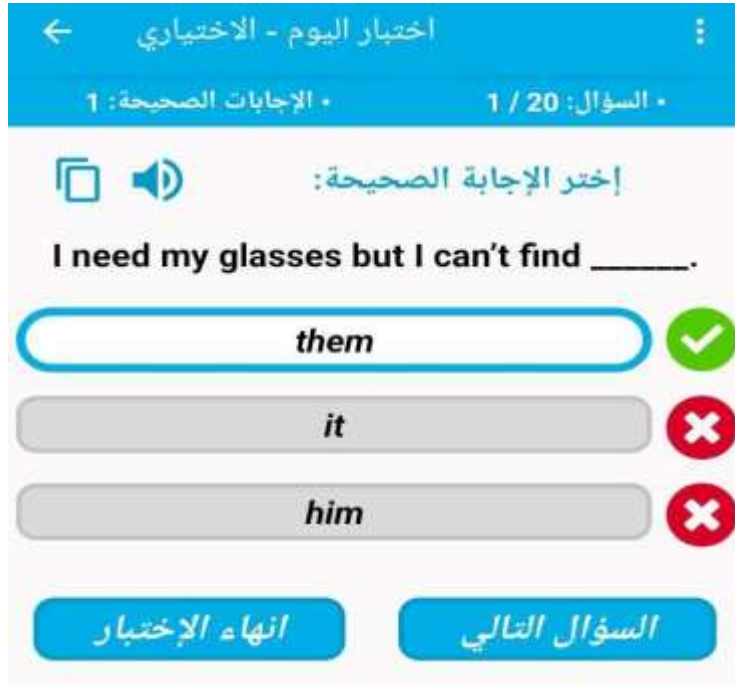 اختبار اليوم - الاختياري
• السؤال: 20 / 1
• الإجابات الصحيحة: 1
إختر الإجابة الصحيحة:
I need my glasses but I can’t find ______.
them
it
him
السؤال التالي
انهاء الإختبار